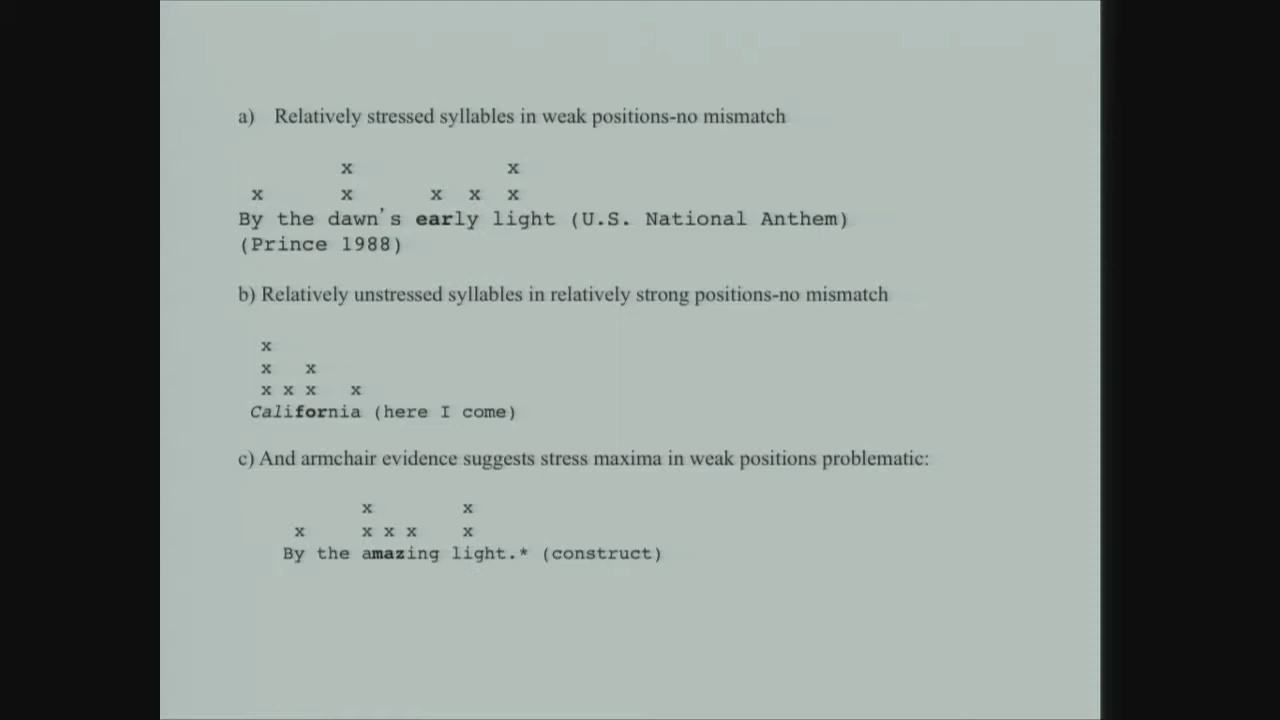 a) Relatively stressed syllables in weak positions-no mismatch
x x
x x x x x
By the dawn's early light (U.S. National Anthem)
(Prince 1988)
b) Relatively unstressed syllables in relatively strong positions-no mismatch
x
x x
x x x x
California (here I come)
c) And armchair evidence suggests stress maxima in weak positions problematic:
x x
x x x x x
By the amazing light.* (construct)